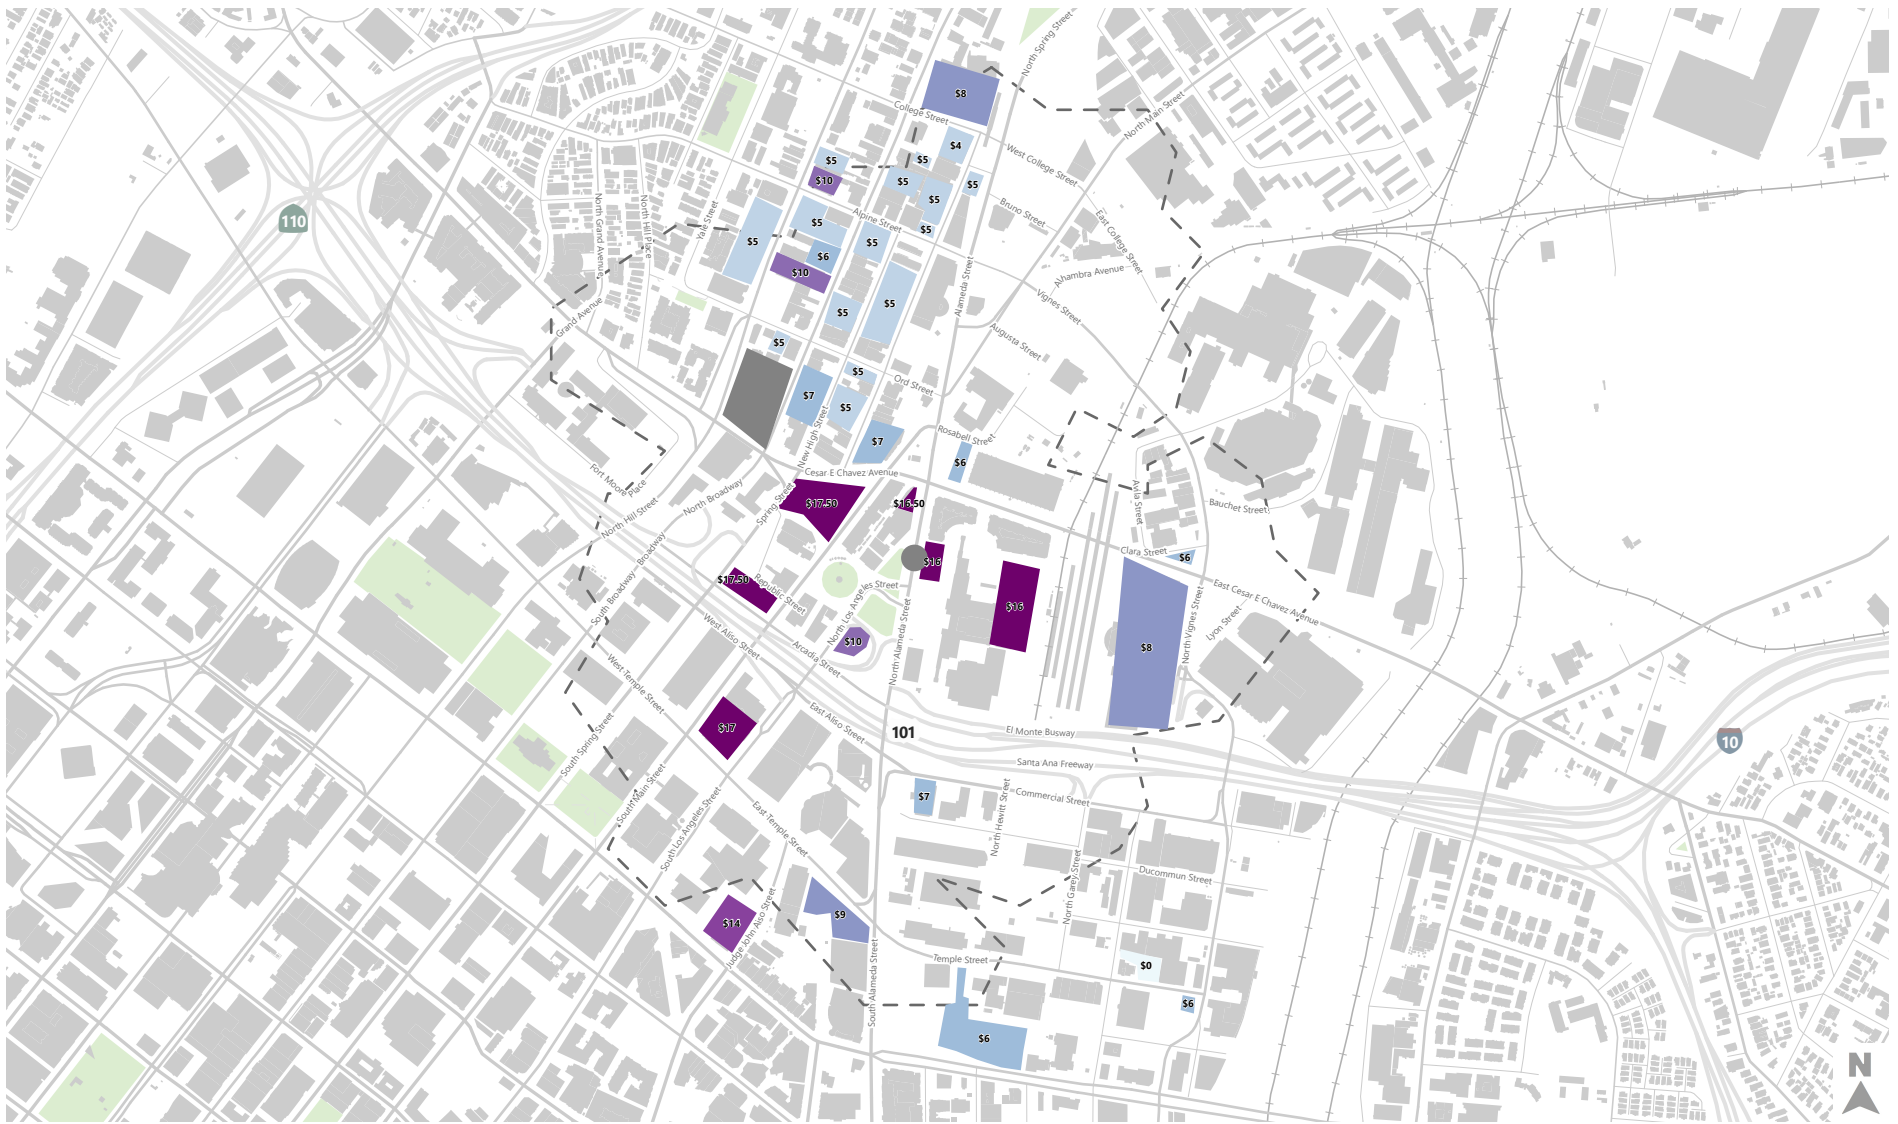 North Spring Street
$8
College Street
North Main Street
$4
West College Street
$5
$5
$10
$5
$5
$5
110
North Grand Avenue
North Hill Place
Yale Street
$5
Alpine Street
$5
Bruno Street
East College Street
$5
$5
$6
$10
Alhambra Avenue
Alameda Street
$5
$5
Vignes Street
Grand Avenue
Augusta Street
$5
$5
Ord Street
$7
$5
New High Street
$7
Rosabell Street
$6
Cesar E Chavez Avenue
Fort Moore Place
North Hill Street
North Broadway
Spring Street
$17.50
$16.50
Avila Street
Bauchet Street
Clara Street
$6
South Broadway
Broadway
$17.50
Republic Street
$16
North Los Angeles Street
$16
East Cesar E Chavez Avenue
Lyon Street
North Vignes Street
West Aliso Street
Arcadia Street
$10
North Alameda Street
$8
West Temple Street
$17
East Aliso Street
101
El Monte Busway
10
South Spring Street
Santa Ana Freeway
South Main Street
South Los Angeles Street
East Temple Street
$7
Commercial Street
North Hewitt Street
Ducommun Street
North Garey Street
$14
Judge John Aiso Street
$9
South Alameda Street
Temple Street
$0
$6
$6
N